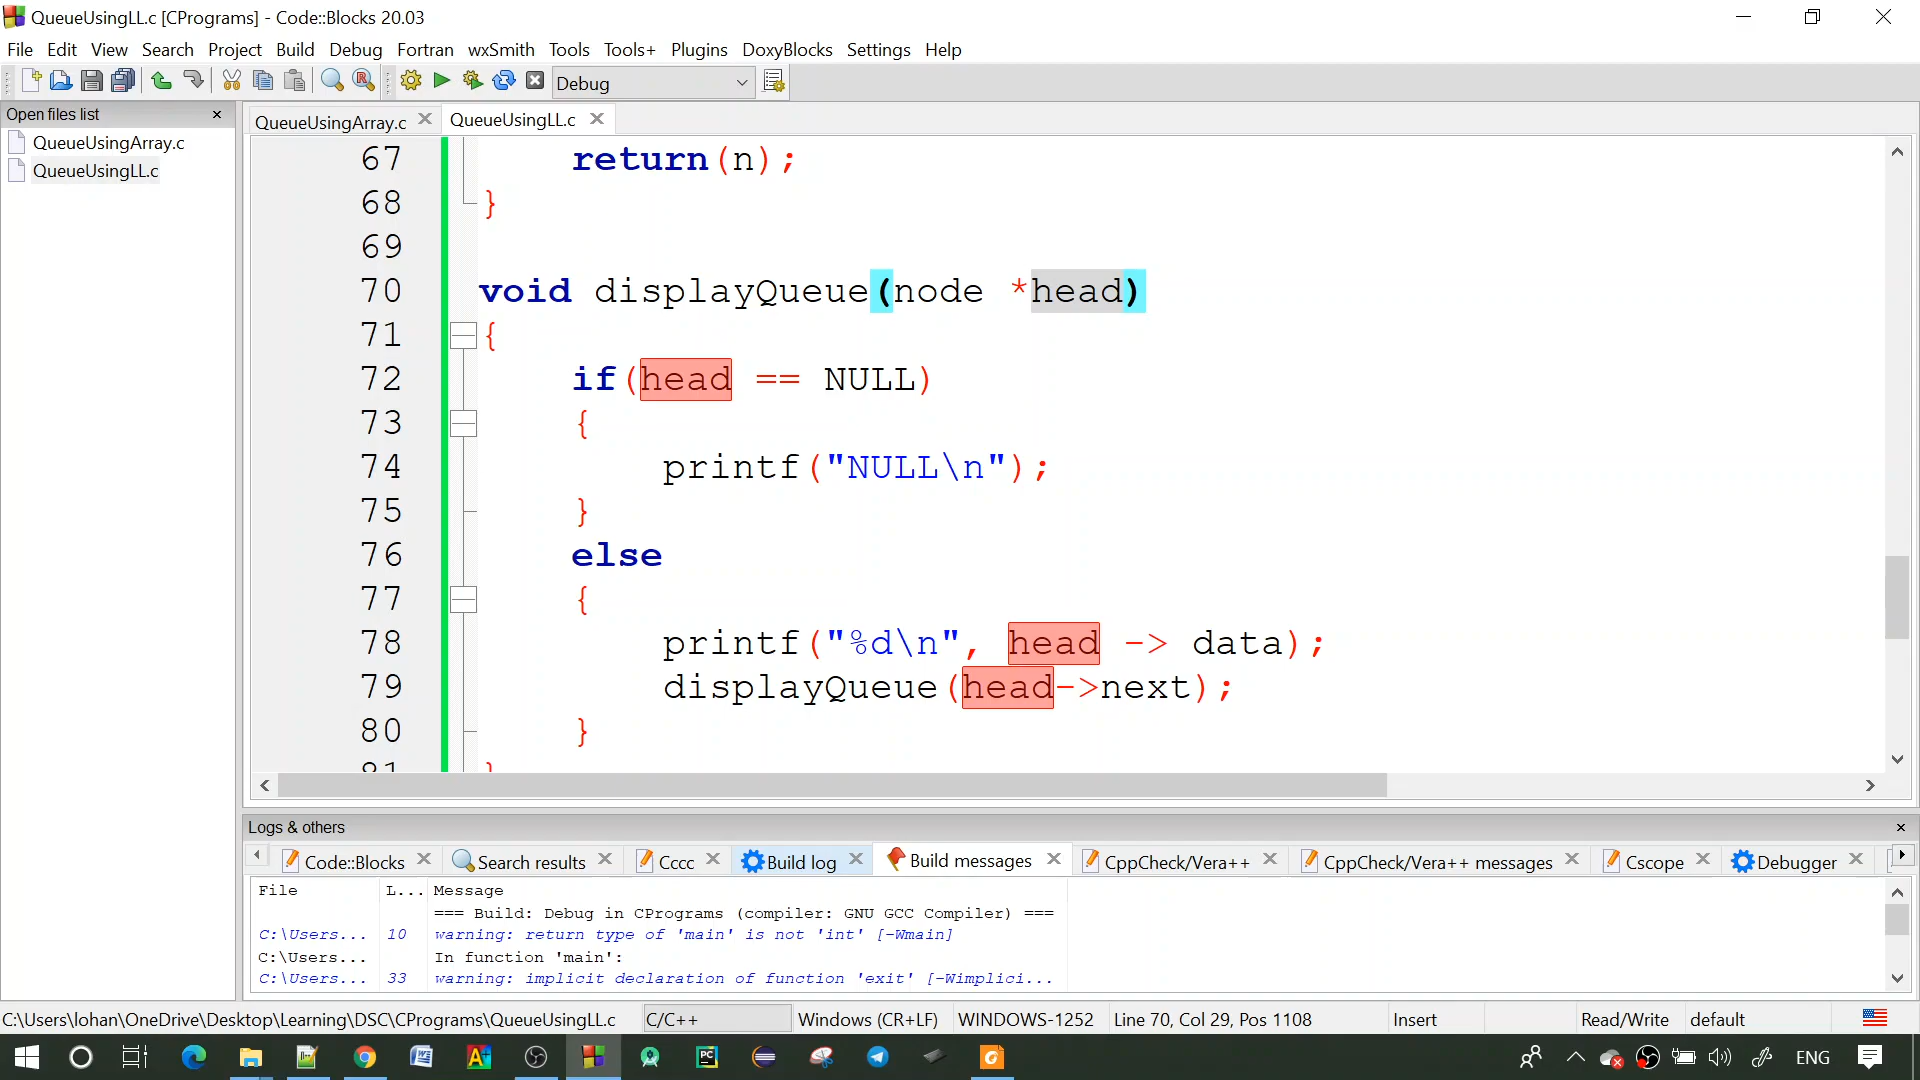 QueueUsingLL.c [CPrograms] - Code::Blocks 20.03
File Edit View Search Project Build Debug Fortran wxSmith Tools Tools+ Plugins DoxyBlocks Settings Help
Debug
Open files list
QueueUsingArray.c
QueueUsingLL.c
QueueUsingArray.c QueueUsingLL.c
67 return(n);
68 }
69
70 void displayQueue(node *head)
71 {
72 if(head == NULL)
73 {
74 printf("NULL\n");
75 }
76 else
77 {
78 printf("%d\n", head -> data);
79 displayQueue(head->next);
80 }
81 }
Logs & others
Code::Blocks Search results Cccc Build log Build messages CppCheck/Vera++ CppCheck/Vera++ messages Cscope Debugger
File L... Message
=== Build: Debug in CPrograms (compiler: GNU GCC Compiler) ===
C:\Users... 10 warning: return type of 'main' is not 'int' [-Wmain]
C:\Users... In function 'main':
C:\Users... 33 warning: implicit declaration of function 'exit' [-Wimplici...
C:\Users\lohan\OneDrive\Desktop\Learning\DSC\CPrograms\QueueUsingLL.c C/C++ Windows (CR+LF) WINDOWS-1252 Line 70, Col 29, Pos 1108 Insert Read/Write default
ENG